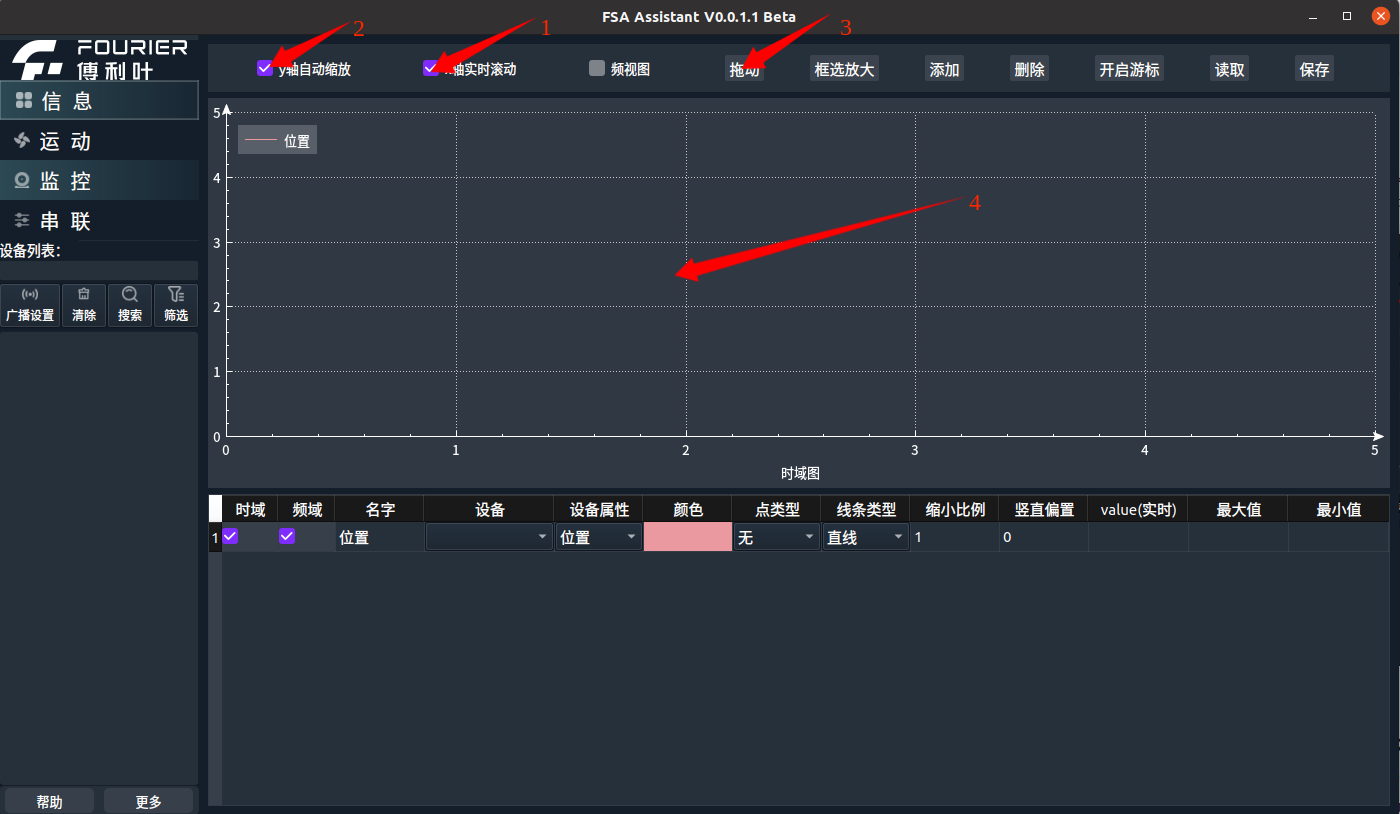 FSA Assistant V0.0.1.1 Beta
FOURIER
傅利叶
信 息
运 动
监 控
串 联
设备列表:
广播设置 清除 搜索 筛选
帮助 更多
2 1 3
y轴自动缩放 轴实时滚动 频视图 拖动 框选放大 添加 删除 开启游标 读取 保存
5
位置
4
4
3
2
1
0
0 1 2 3 4 5
时域图
时域 频域 名字 设备 设备属性 颜色 点类型 线条类型 缩小比例 竖直偏置 value(实时) 最大值 最小值
1 位置 位置 无 直线 1 0